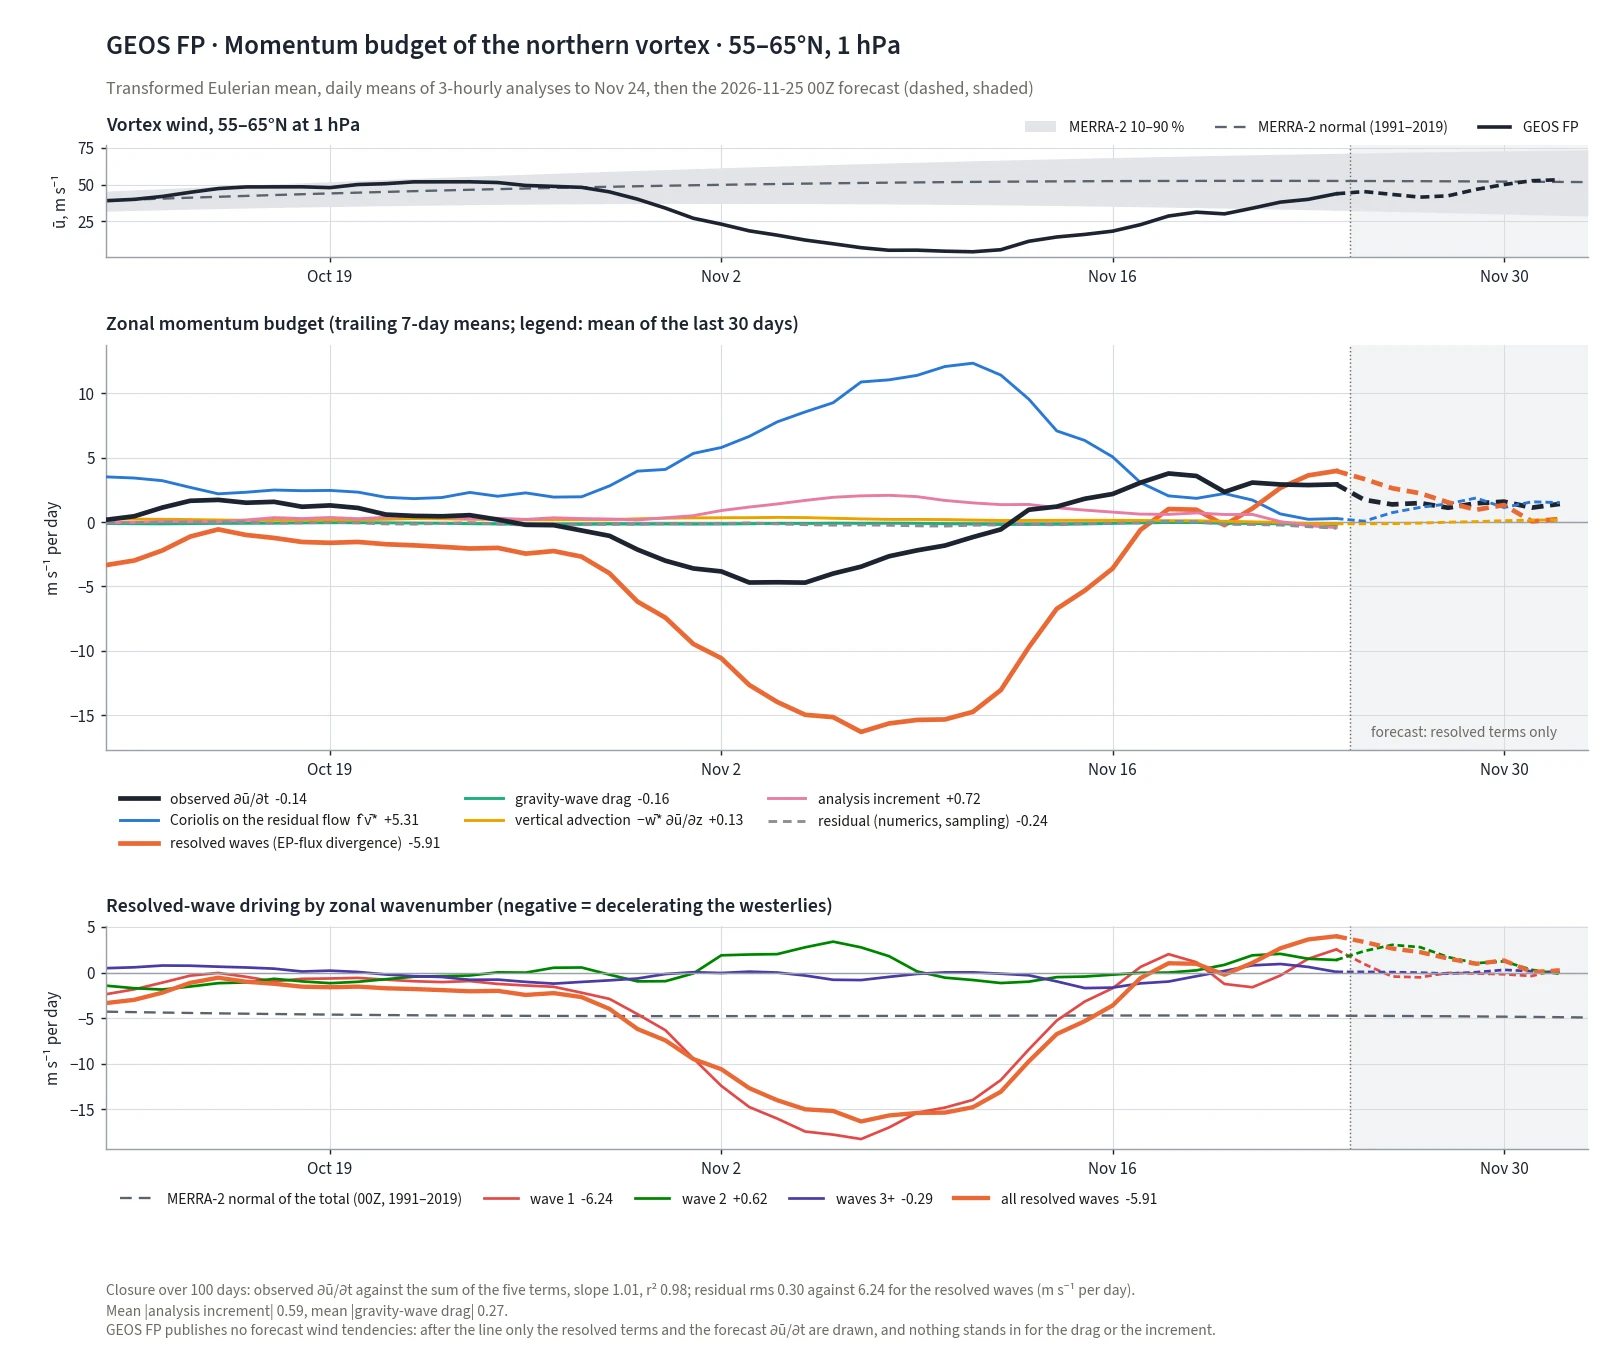 GEOS FP · Momentum budget of the northern vortex · 55–65°N, 1 hPa
Transformed Eulerian mean, daily means of 3-hourly analyses to Nov 24, then the 2026-11-25 00Z forecast (dashed, shaded)
Vortex wind, 55–65°N at 1 hPa
MERRA-2 10–90 %
MERRA-2 normal (1991–2019)
GEOS FP
ū, m s⁻¹
75
50
25
Oct 19
Nov 2
Nov 16
Nov 30
Zonal momentum budget (trailing 7-day means; legend: mean of the last 30 days)
m s⁻¹ per day
10
5
0
−5
−10
−15
forecast: resolved terms only
Oct 19
Nov 2
Nov 16
Nov 30
observed ∂ū/∂t -0.14
Coriolis on the residual flow f v̄* +5.31
resolved waves (EP-flux divergence) -5.91
gravity-wave drag -0.16
vertical advection −w̄* ∂ū/∂z +0.13
analysis increment +0.72
residual (numerics, sampling) -0.24
Resolved-wave driving by zonal wavenumber (negative = decelerating the westerlies)
m s⁻¹ per day
5
0
−5
−10
−15
Oct 19
Nov 2
Nov 16
Nov 30
MERRA-2 normal of the total (00Z, 1991–2019)
wave 1 -6.24
wave 2 +0.62
waves 3+ -0.29
all resolved waves -5.91
Closure over 100 days: observed ∂ū/∂t against the sum of the five terms, slope 1.01, r² 0.98; residual rms 0.30 against 6.24 for the resolved waves (m s⁻¹ per day).
Mean |analysis increment| 0.59, mean |gravity-wave drag| 0.27.
GEOS FP publishes no forecast wind tendencies: after the line only the resolved terms and the forecast ∂ū/∂t are drawn, and nothing stands in for the drag or the increment.